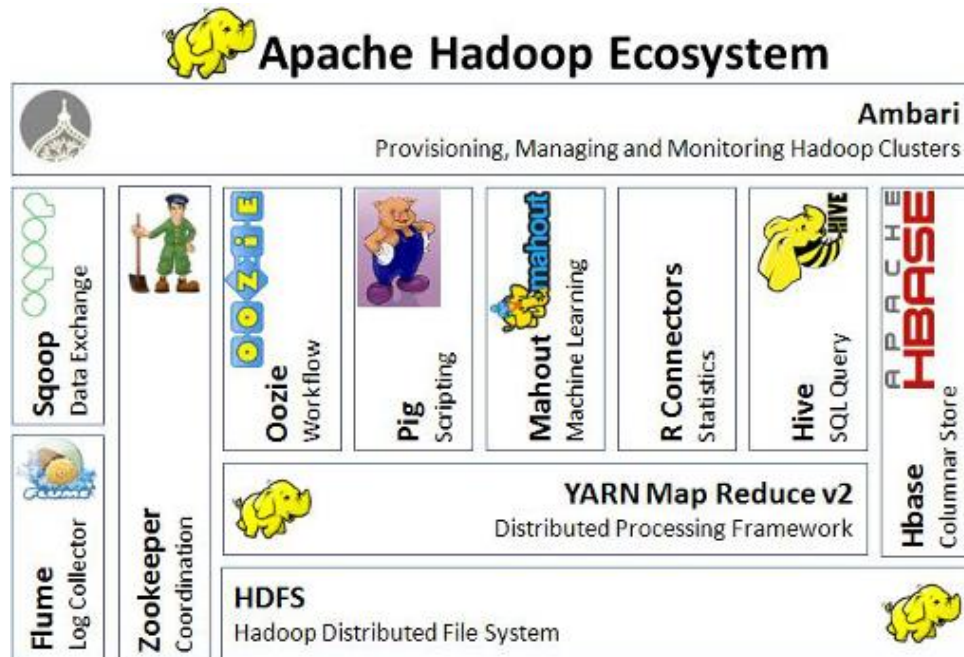 Apache Hadoop Ecosystem
Ambari
Provisioning, Managing and Monitoring Hadoop Clusters
sqoop
Sqoop
Data Exchange
FLUME
Flume
Log Collector
Zookeeper
Coordination
OOZIE
Oozie
Workflow
Pig
Scripting
mahout
Mahout
Machine Learning
R Connectors
Statistics
HIVE
Hive
SQL Query
APACHE
HBASE
Hbase
Columnar Store
YARN Map Reduce v2
Distributed Processing Framework
HDFS
Hadoop Distributed File System